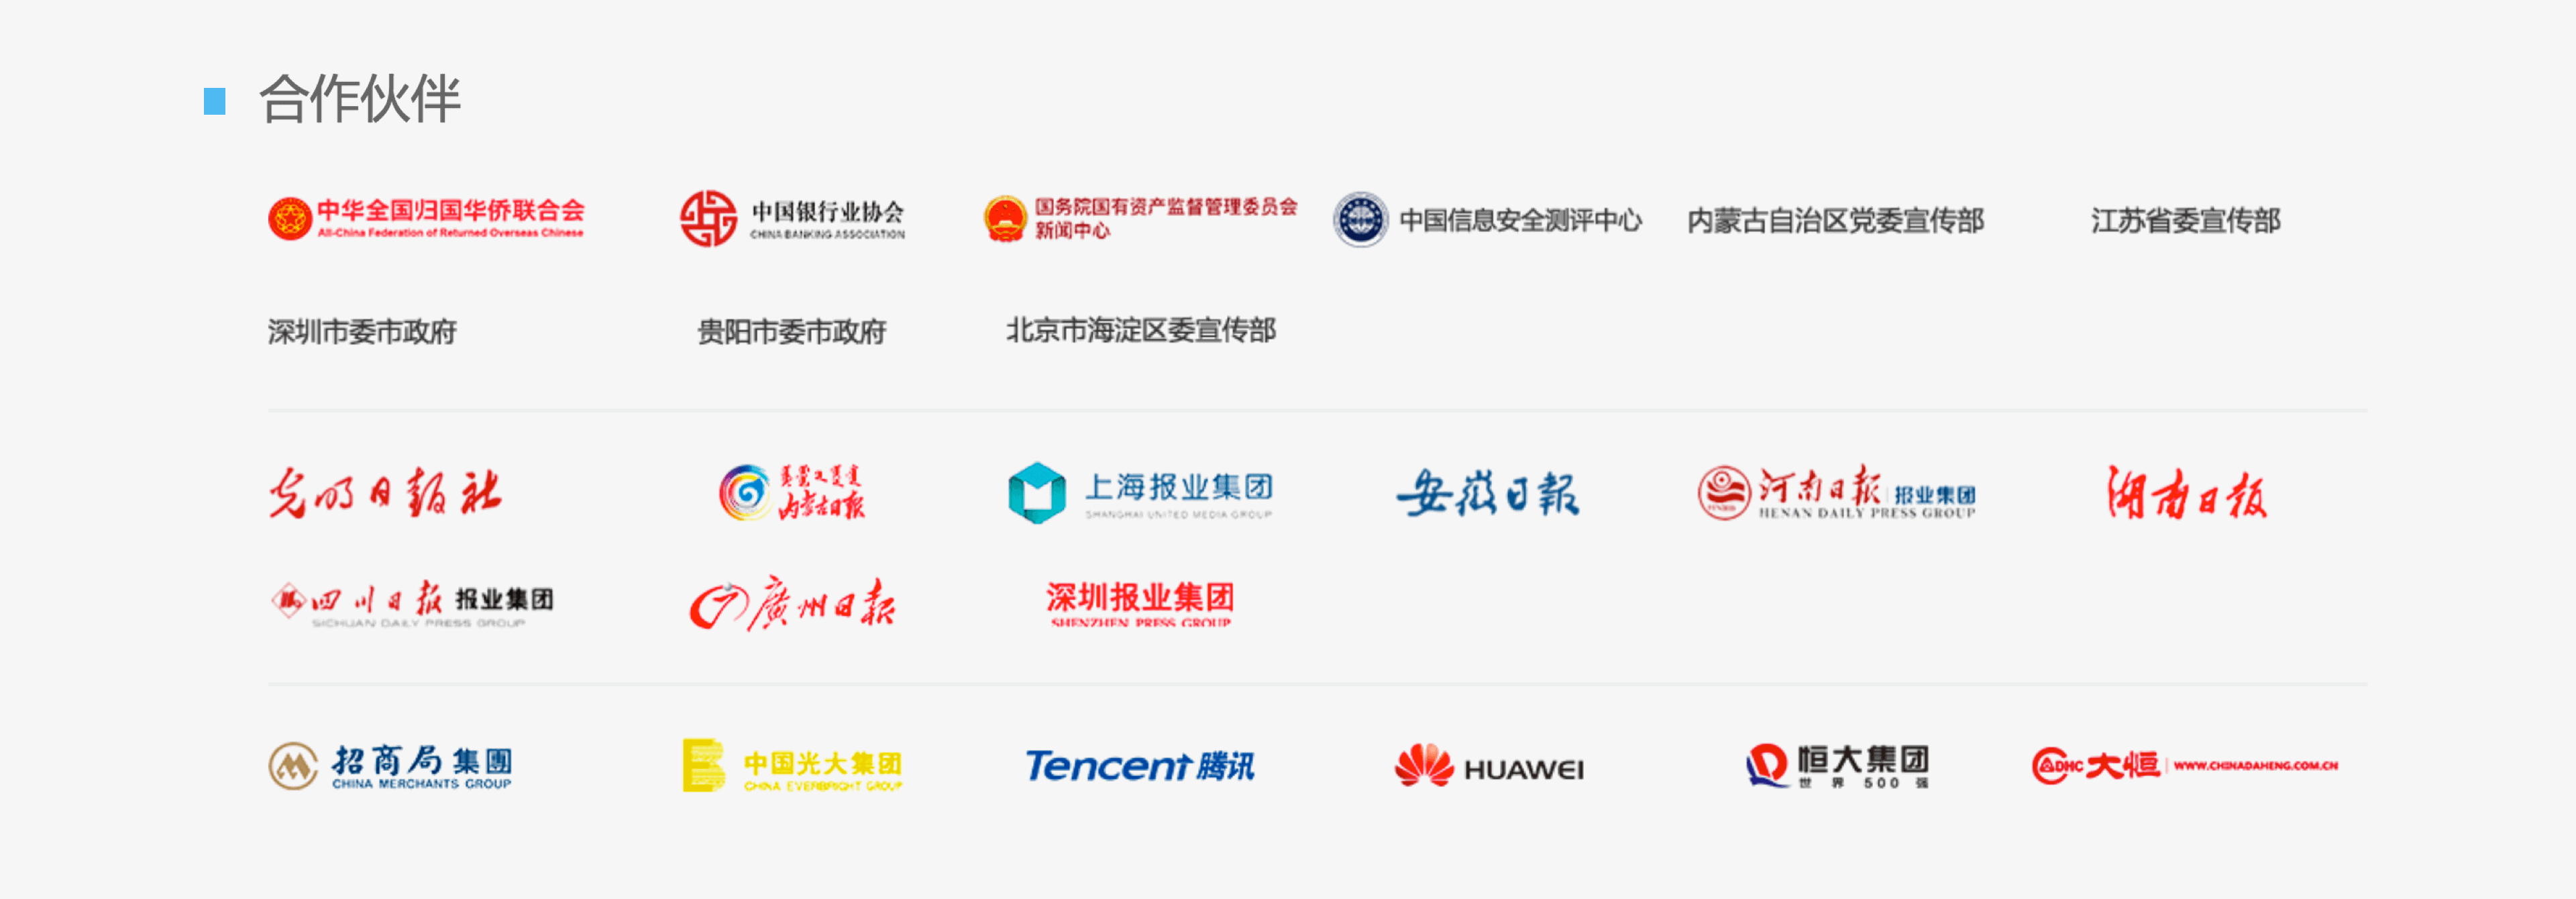 合作伙伴
中华全国归国华侨联合会
All-China Federation of Returned Overseas Chinese
中国银行业协会
CHINA BANKING ASSOCIATION
国务院国有资产监督管理委员会
新闻中心
中国信息安全测评中心
内蒙古自治区党委宣传部
江苏省委宣传部
深圳市委市政府
贵阳市委市政府
北京市海淀区委宣传部
光明日報社
内蒙古日报
上海报业集团
SHANGHAI UNITED MEDIA GROUP
安徽日報
河南日报 报业集团
HENAN DAILY PRESS GROUP
湖南日报
四川日报 报业集团
SICHUAN DAILY PRESS GROUP
廣州日報
深圳报业集团
SHENZHEN PRESS GROUP
招商局集團
CHINA MERCHANTS GROUP
中国光大集团
CHINA EVERBRIGHT GROUP
Tencent 腾讯
HUAWEI
恒大集团
世界500强
DHC 大恒 WWW.CHINADAHENG.COM.CN